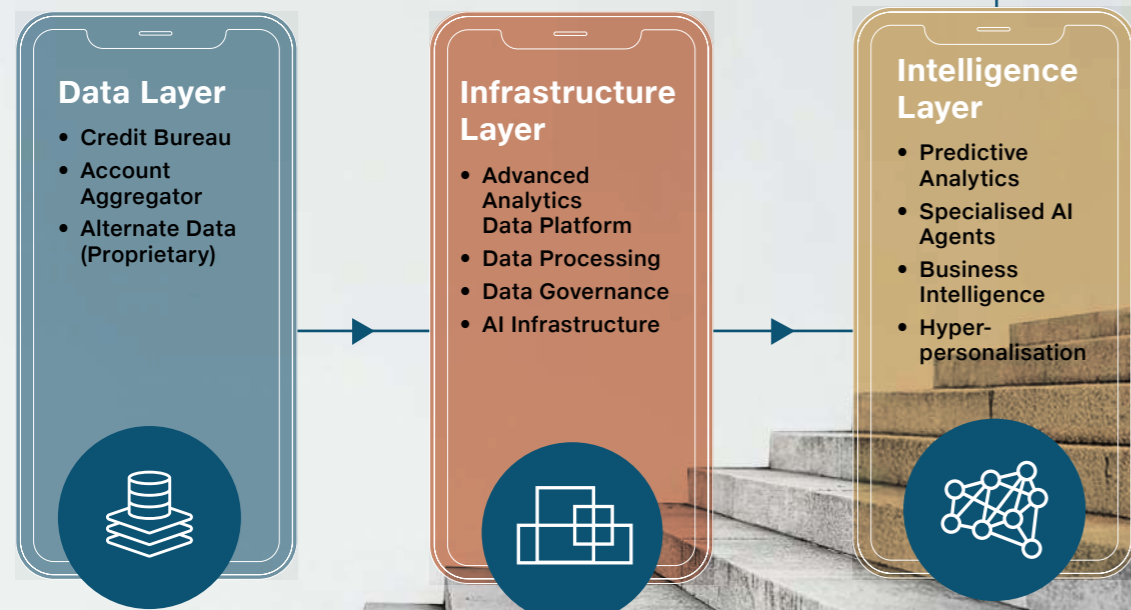 Data Layer
• Credit Bureau
• Account
Aggregator
• Alternate Data
(Proprietary)
Infrastructure
Layer
• Advanced
Analytics
Data Platform
• Data Processing
• Data Governance
• AI Infrastructure
Intelligence
Layer
• Predictive
Analytics
• Specialised AI
Agents
• Business
Intelligence
• Hyper-
personalisation